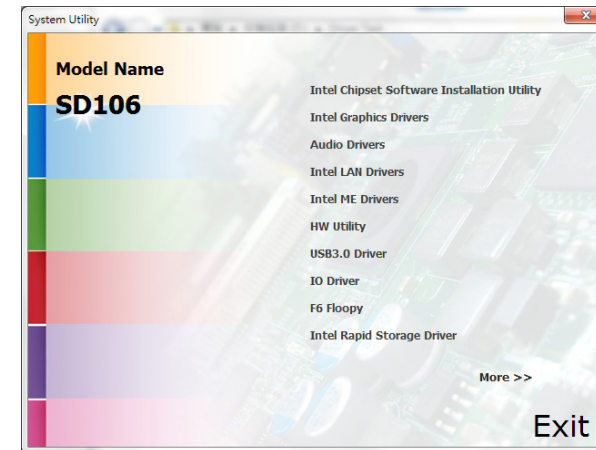 System Utility
Model Name
SD106
Intel Chipset Software Installation Utility
Intel Graphics Drivers
Audio Drivers
Intel LAN Drivers
Intel ME Drivers
HW Utility
USB3.0 Driver
IO Driver
F6 Floopy
Intel Rapid Storage Driver
More >>
Exit